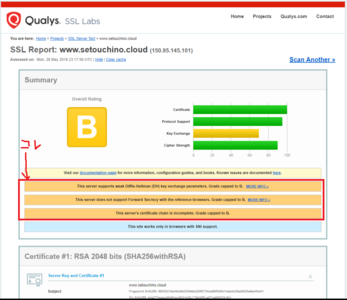 Qualys. SSL Labs
Home Projects Qualys.com Contact
You are here: Home > Projects > SSL Server Test > www.setouchino.cloud
SSL Report: www.setouchino.cloud (150.95.145.101)
Assessed on: Mon, 28 May 2018 23:17:50 UTC | Hide | Clear cache
Scan Another »
Summary
Overall Rating
B
Certificate
Protocol Support
Key Exchange
Cipher Strength
0 20 40 60 80 100
Visit our documentation page for more information, configuration guides, and books. Known issues are documented here.
コレ
This server supports weak Diffie-Hellman (DH) key exchange parameters. Grade capped to B. MORE INFO »
This server does not support Forward Secrecy with the reference browsers. Grade capped to B. MORE INFO »
This server's certificate chain is incomplete. Grade capped to B.
This site works only in browsers with SNI support.
Certificate #1: RSA 2048 bits (SHA256withRSA)
Server Key and Certificate #1
Subject www.setouchino.cloud